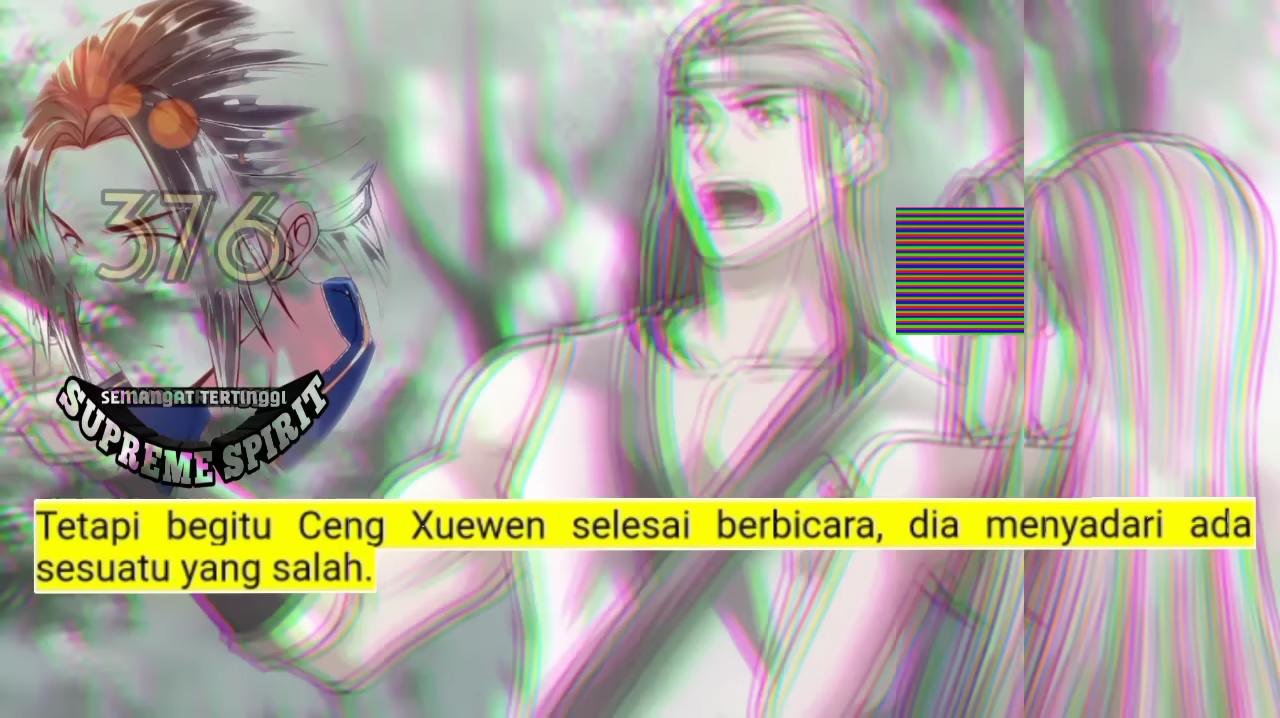 376
SEMANGAT TERTINGGI
SUPREME SPIRIT
Tetapi begitu Ceng Xuewen selesai berbicara, dia menyadari ada
sesuatu yang salah.